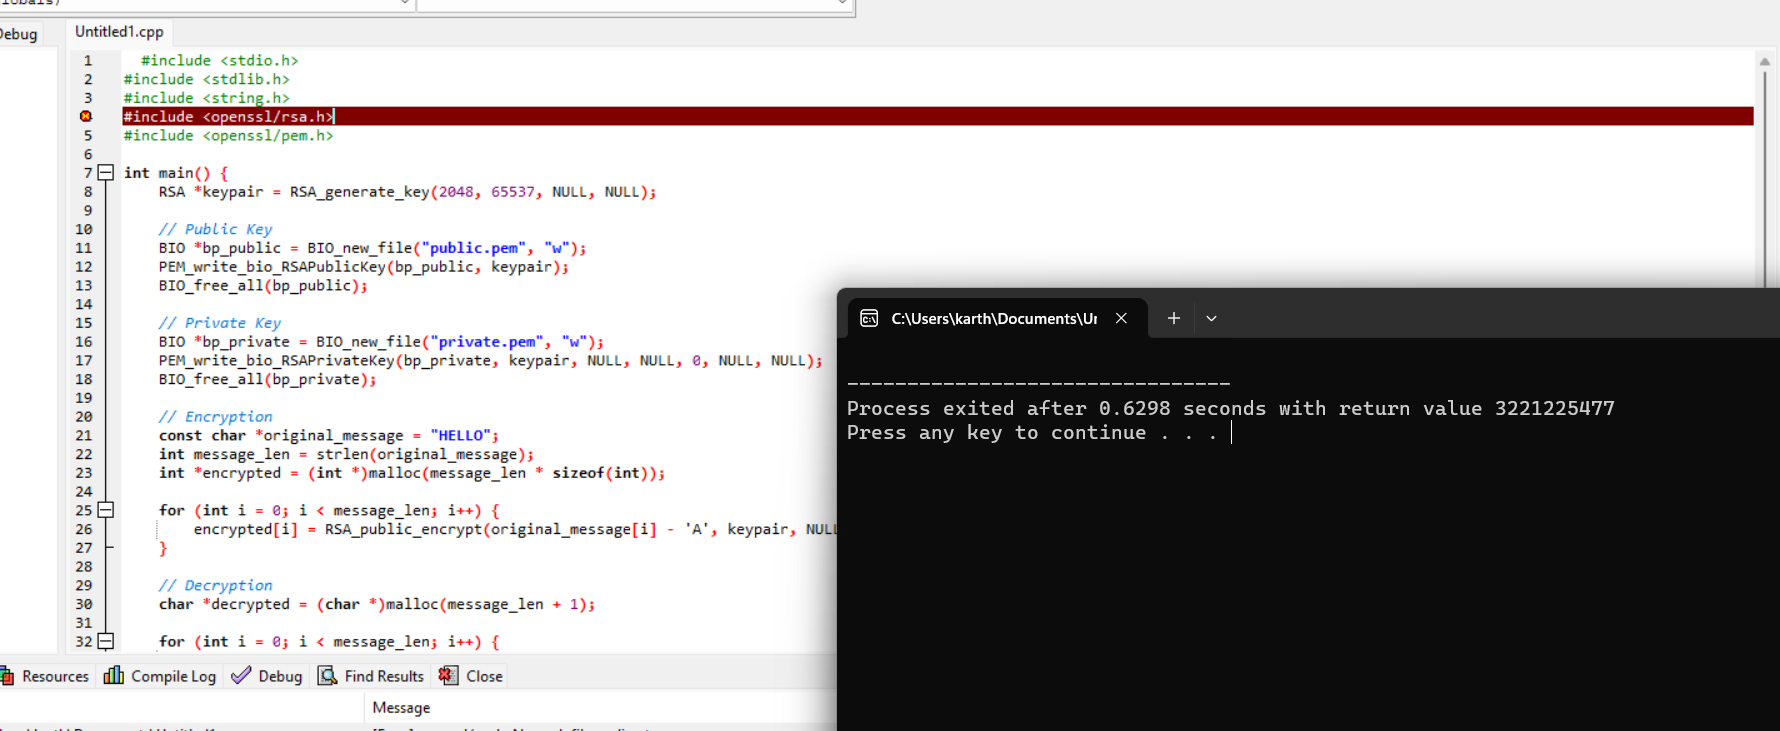 Debug
Untitled1.cpp
1 #include <stdio.h>
2 #include <stdlib.h>
3 #include <string.h>
#include <openssl/rsa.h>
5 #include <openssl/pem.h>
6
7 int main() {
8 RSA *keypair = RSA_generate_key(2048, 65537, NULL, NULL);
9
10 // Public Key
11 BIO *bp_public = BIO_new_file("public.pem", "w");
12 PEM_write_bio_RSAPublicKey(bp_public, keypair);
13 BIO_free_all(bp_public);
14
15 // Private Key
16 BIO *bp_private = BIO_new_file("private.pem", "w");
17 PEM_write_bio_RSAPrivateKey(bp_private, keypair, NULL, NULL, 0, NULL, NULL);
18 BIO_free_all(bp_private);
19
20 // Encryption
21 const char *original_message = "HELLO";
22 int message_len = strlen(original_message);
23 int *encrypted = (int *)malloc(message_len * sizeof(int));
24
25 for (int i = 0; i < message_len; i++) {
26 encrypted[i] = RSA_public_encrypt(original_message[i] - 'A', keypair, NULL
27 }
28
29 // Decryption
30 char *decrypted = (char *)malloc(message_len + 1);
31
32 for (int i = 0; i < message_len; i++) {
C:\Users\karth\Documents\Un
--------------------------------
Process exited after 0.6298 seconds with return value 3221225477
Press any key to continue . . .
Resources Compile Log Debug Find Results Close
Message